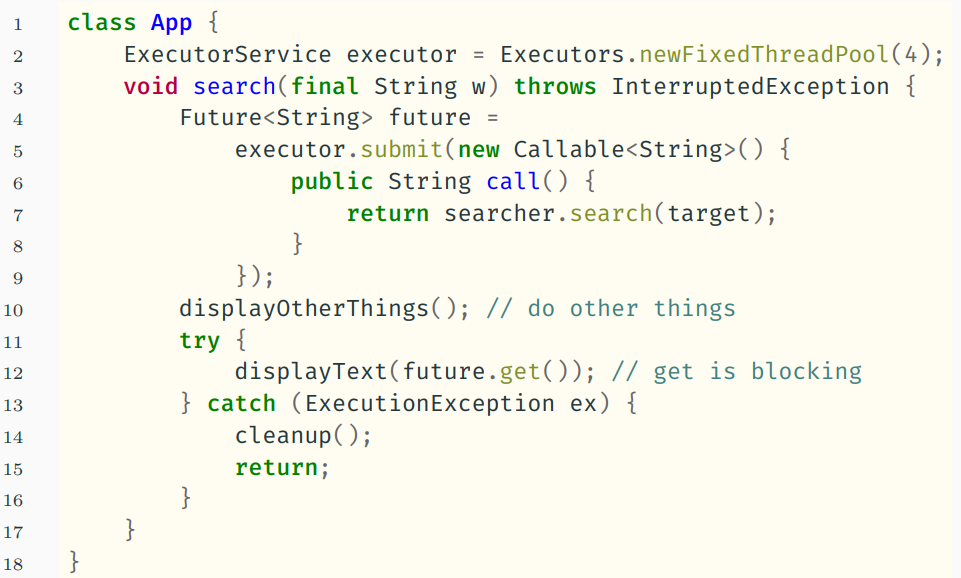 1 class App {
2     ExecutorService executor = Executors.newFixedThreadPool(4);
3     void search(final String w) throws InterruptedException {
4         Future<String> future =
5             executor.submit(new Callable<String>() {
6                 public String call() {
7                     return searcher.search(target);
8                 }
9             });
10         displayOtherThings(); // do other things
11         try {
12             displayText(future.get()); // get is blocking
13         } catch (ExecutionException ex) {
14             cleanup();
15             return;
16         }
17     }
18 }